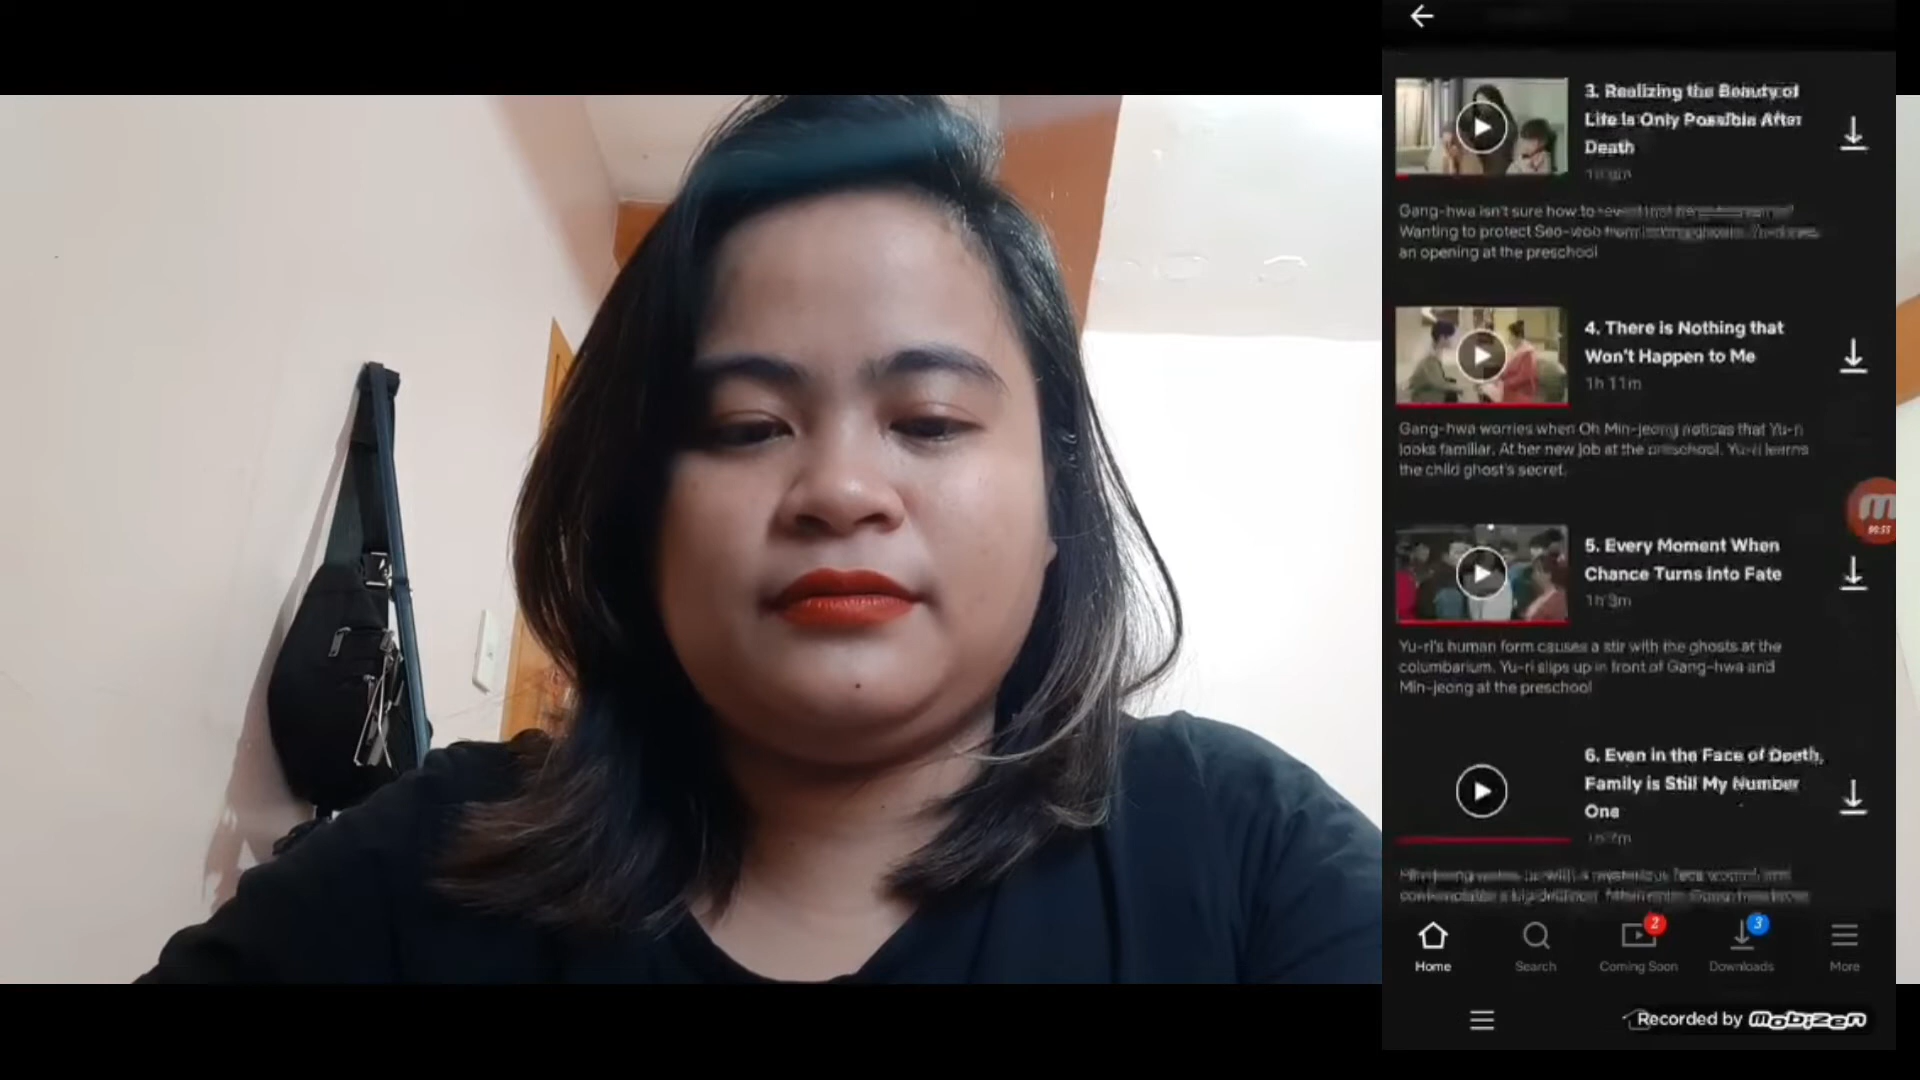 3. Realizing the Beauty of
Life Is Only Possible After
Death
Gang-hwa isn't sure how to
Wanting to protect Seo-woo from
an opening at the preschool
4. There is Nothing that
Won't Happen to Me
1h 11m
Gang-hwa worries when Oh Min-jeong notices that Yu-ri
looks familiar. At her new job at the preschool, Yu-ri learns
the child ghost's secret.
00:55
5. Every Moment When
Chance Turns into Fate
1h 3m
Yu-ri's human form causes a stir with the ghosts at the
columbarium. Yu-ri slips up in front of Gang-hwa and
Min-jeong at the preschool
6. Even in the Face of Death,
Family is Still My Number
One
1h 7m
2
3
Home
Search
Coming Soon
Downloads
More
Recorded by mobizen